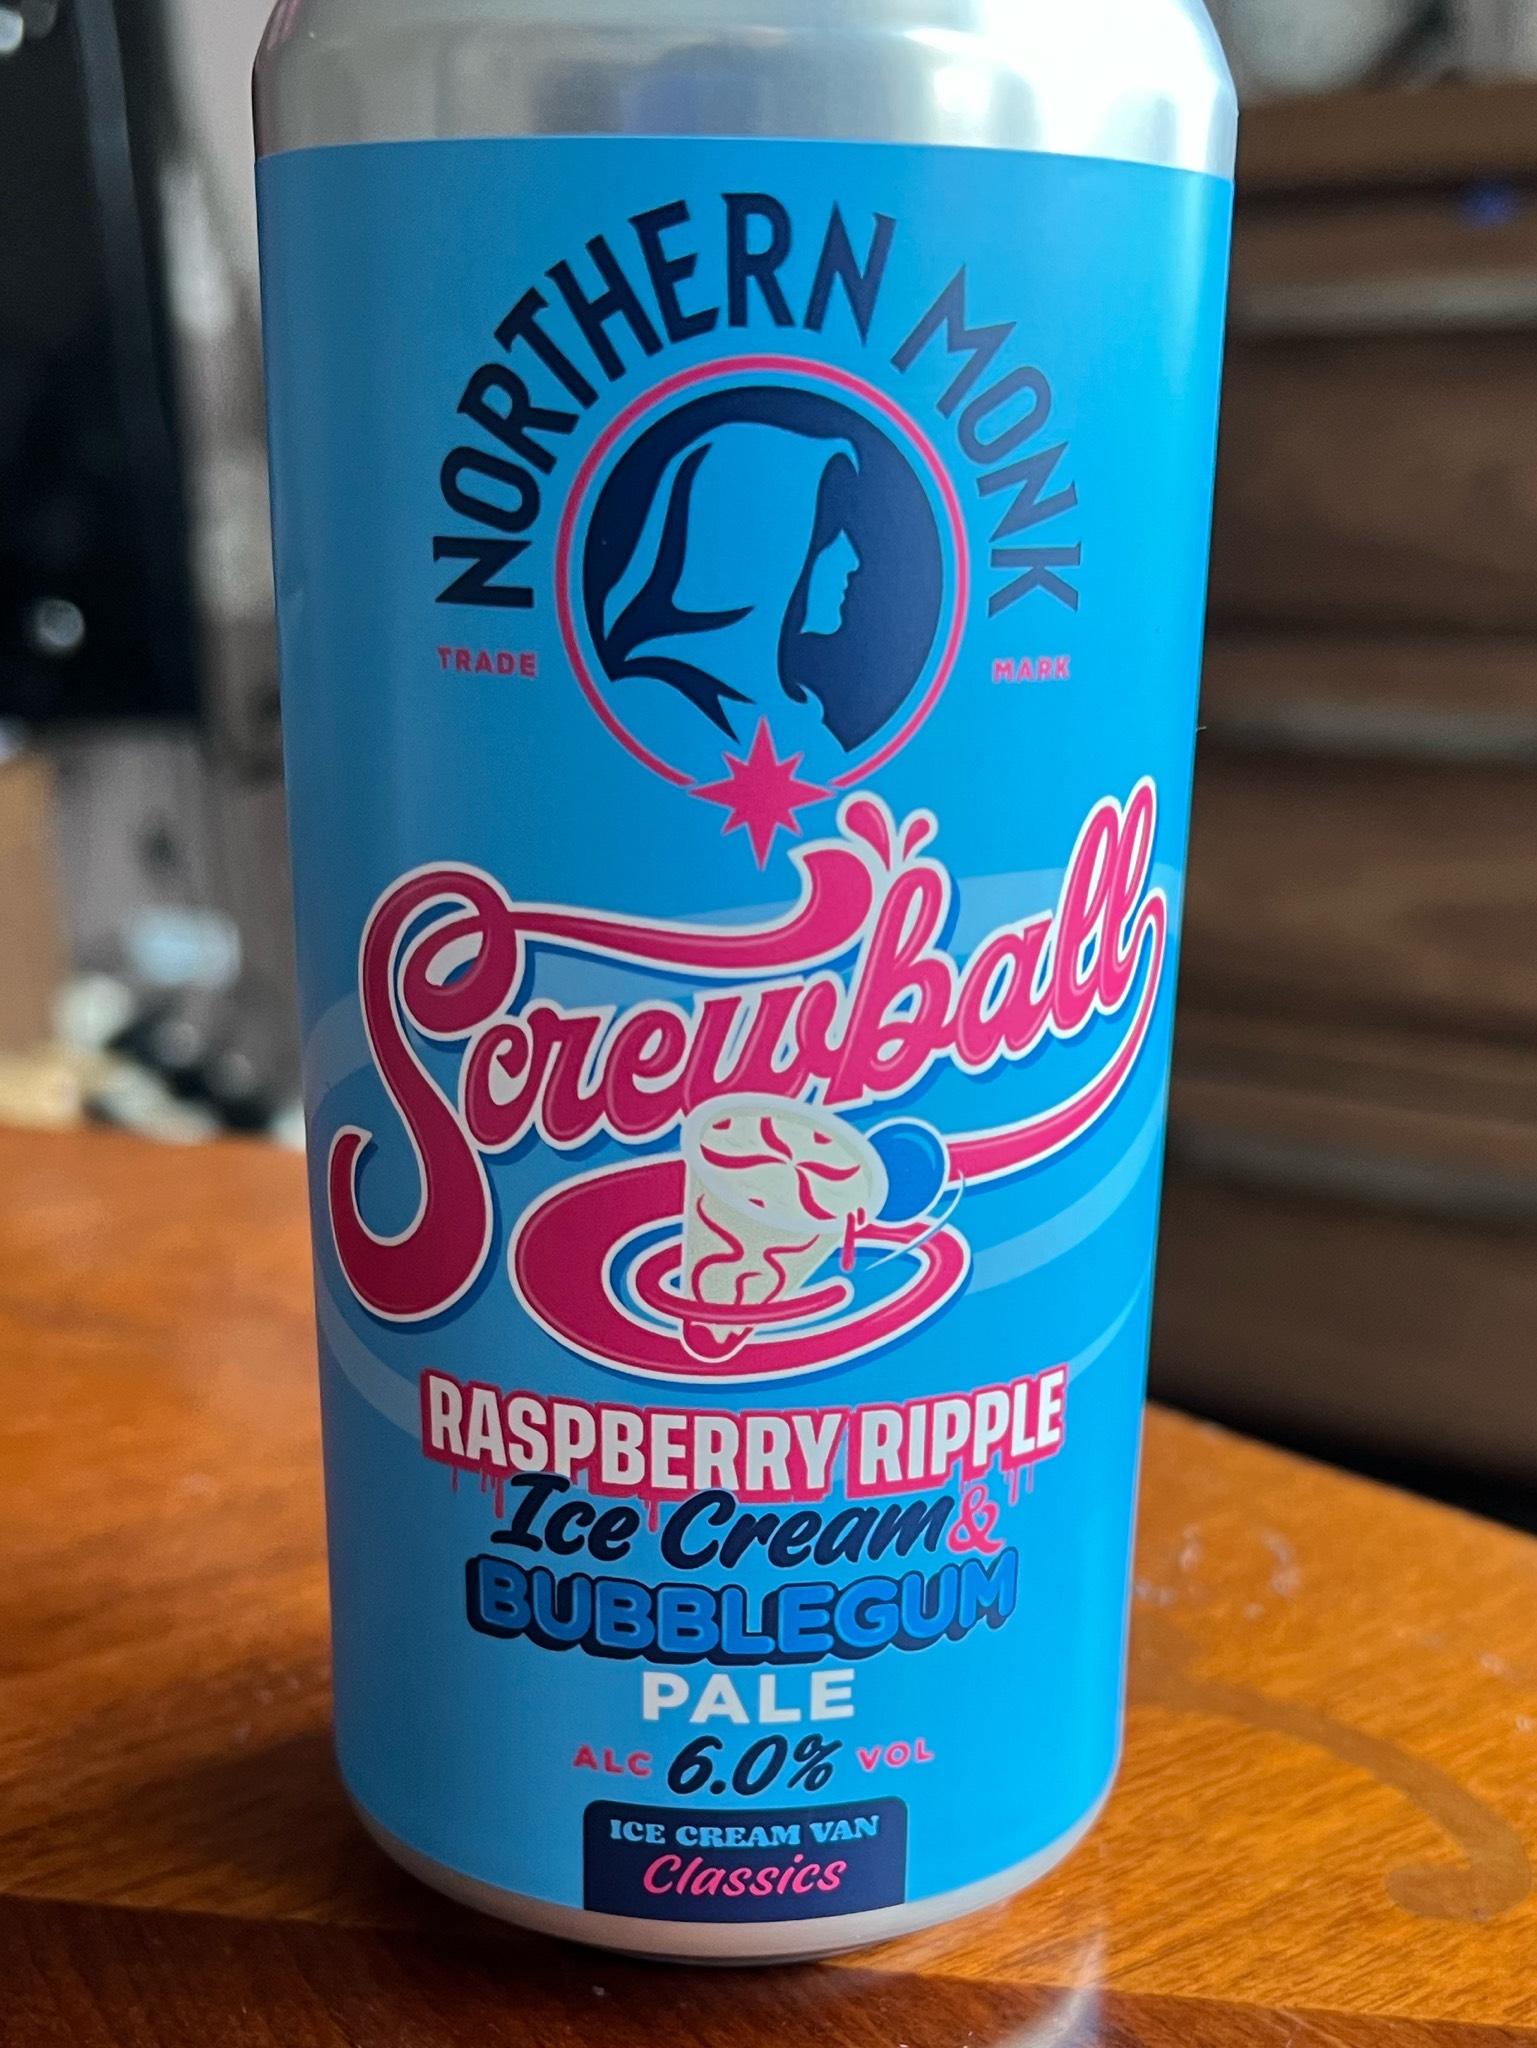 NORTHERN MONK
TRADE MARK
Screwball
RASPBERRY RIPPLE
Ice Cream &
BUBBLEGUM
PALE
ALC 6.0% VOL
ICE CREAM VAN
Classics